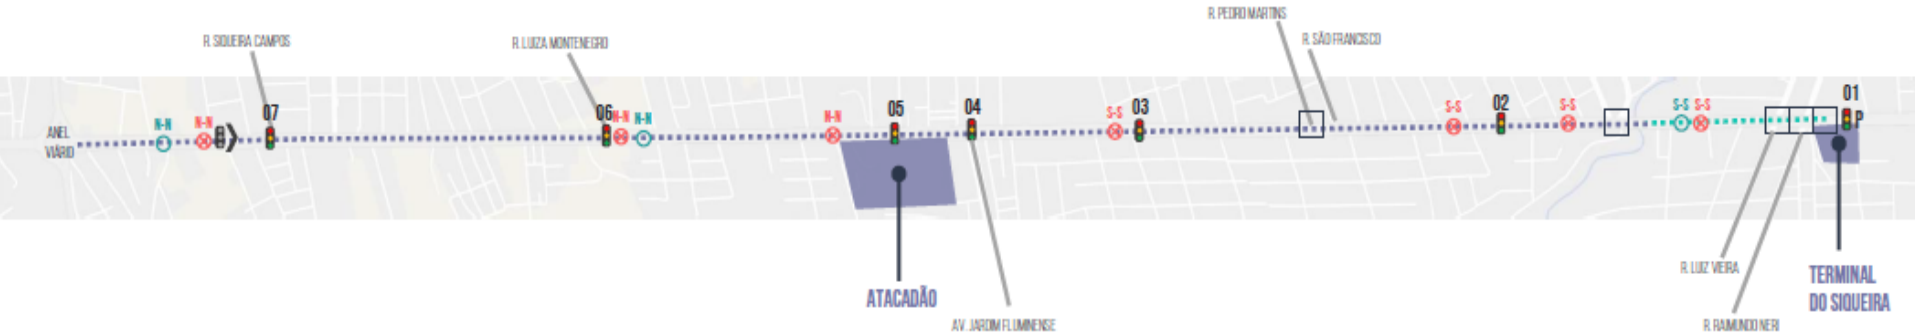 R. PEDRO MARTINS
R. SIQUEIRA CAMPOS
R. LUIZA MONTENEGRO
R. SÃO FRANCISCO
07
06
05
04
03
02
01
N-N
N-N
N-N
N-N
N-N
S-S
S-S
S-S
S-S
S-S
P
ANEL
VIÁRIO
R. LUIZ VIEIRA
TERMINAL
DO SIQUEIRA
ATACADÃO
AV. JARDIM FLUMINENSE
R. RAIMUNDO NERI